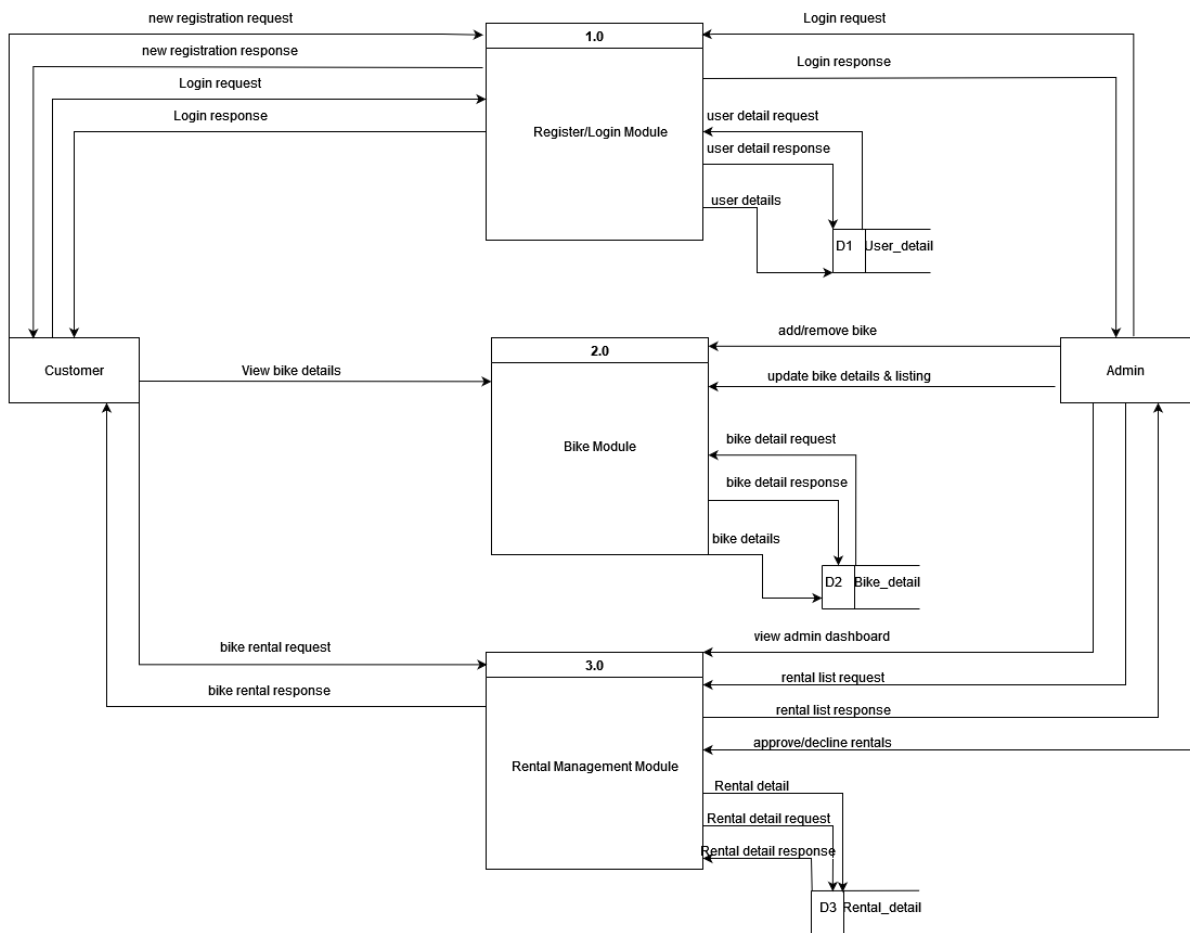 new registration request
Login request
1.0
new registration response
Login response
Login request
Login response
user detail request
Register/Login Module
user detail response
user details
D1
User_detail
add/remove bike
2.0
Customer
View bike details
update bike details & listing
Admin
bike detail request
Bike Module
bike detail response
bike details
D2
Bike_detail
view admin dashboard
bike rental request
3.0
rental list request
bike rental response
rental list response
approve/decline rentals
Rental Management Module
Rental detail
Rental detail request
Rental detail response
D3
Rental_detail